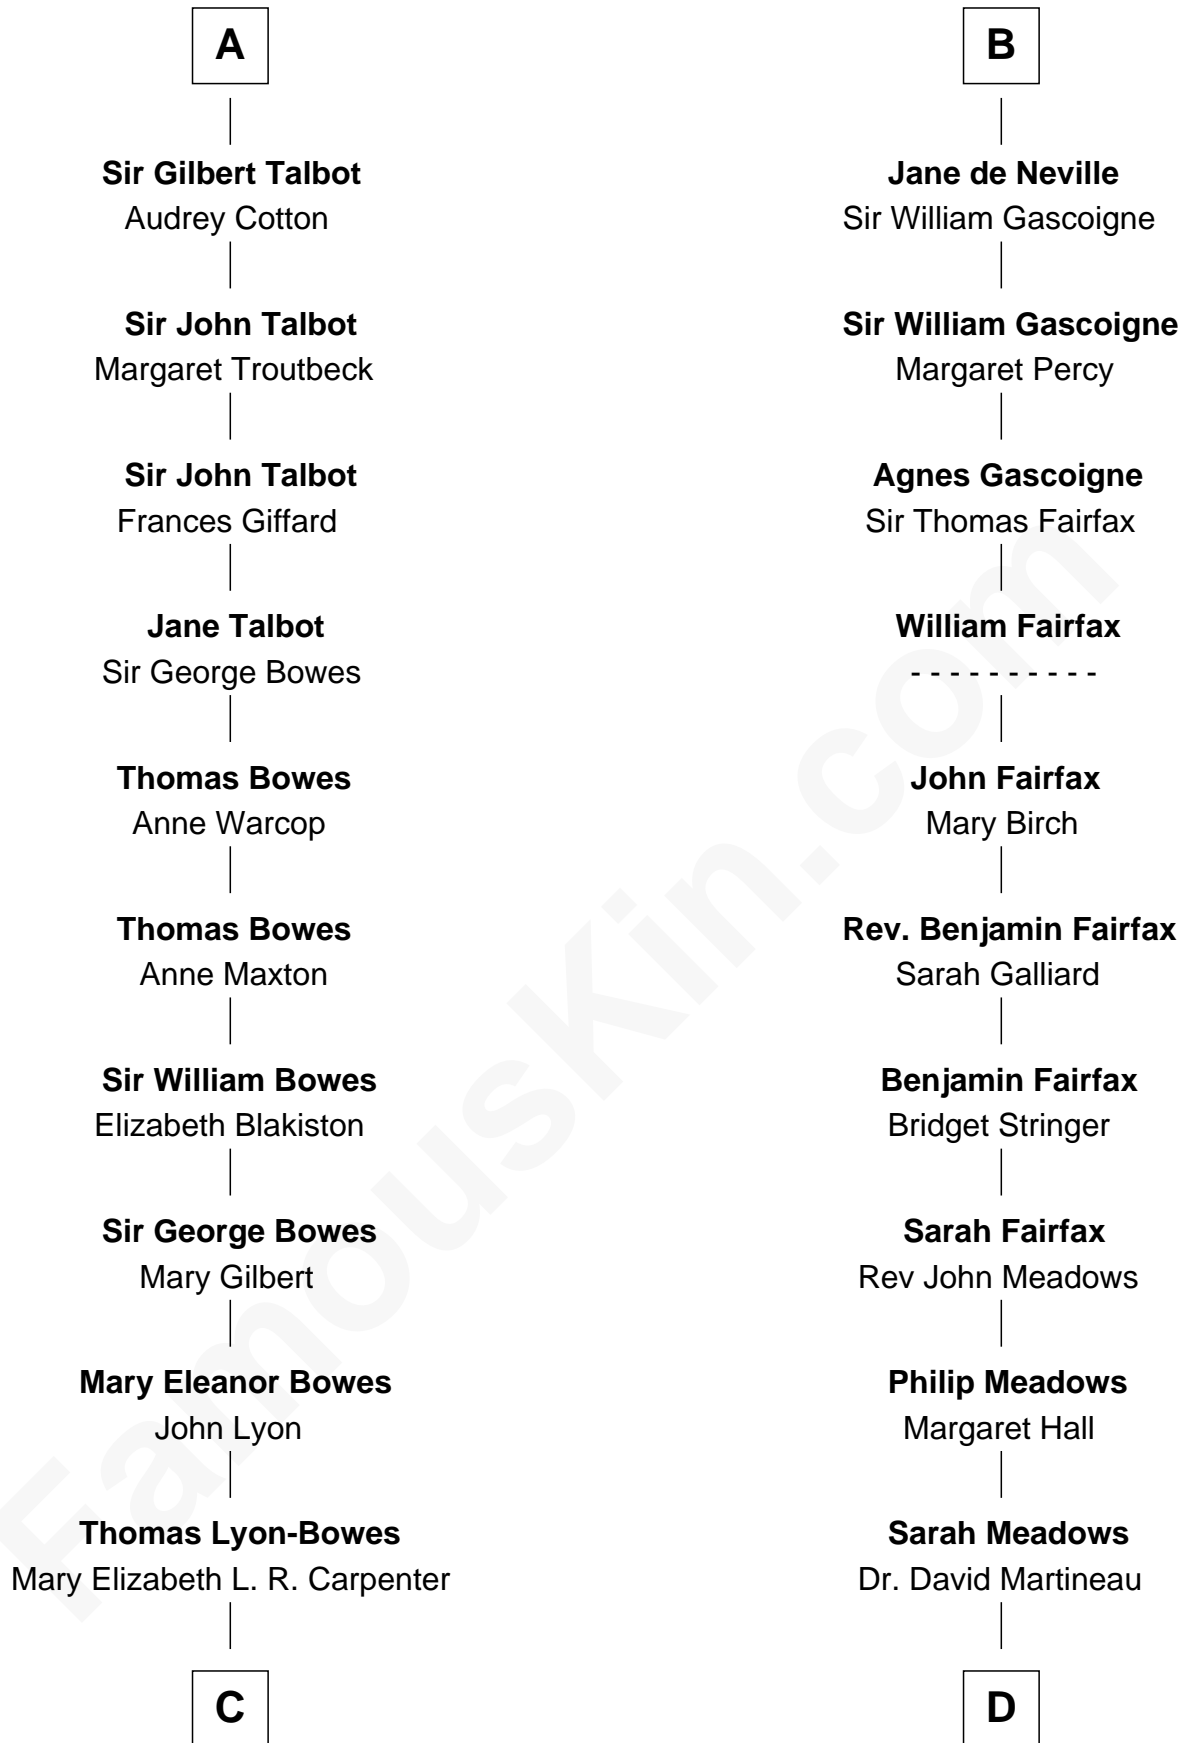 A
Sir Gilbert Talbot
Audrey Cotton
Sir John Talbot
Margaret Troutbeck
Sir John Talbot
Frances Giffard
Jane Talbot
Sir George Bowes
Thomas Bowes
Anne Warcop
Thomas Bowes
Anne Maxton
Sir William Bowes
Elizabeth Blakiston
Sir George Bowes
Mary Gilbert
Mary Eleanor Bowes
John Lyon
Thomas Lyon-Bowes
Mary Elizabeth L. R. Carpenter
C
B
Jane de Neville
Sir William Gascoigne
Sir William Gascoigne
Margaret Percy
Agnes Gascoigne
Sir Thomas Fairfax
William Fairfax
- - - - - - - - - -
John Fairfax
Mary Birch
Rev. Benjamin Fairfax
Sarah Galliard
Benjamin Fairfax
Bridget Stringer
Sarah Fairfax
Rev John Meadows
Philip Meadows
Margaret Hall
Sarah Meadows
Dr. David Martineau
D
FamousKin.com